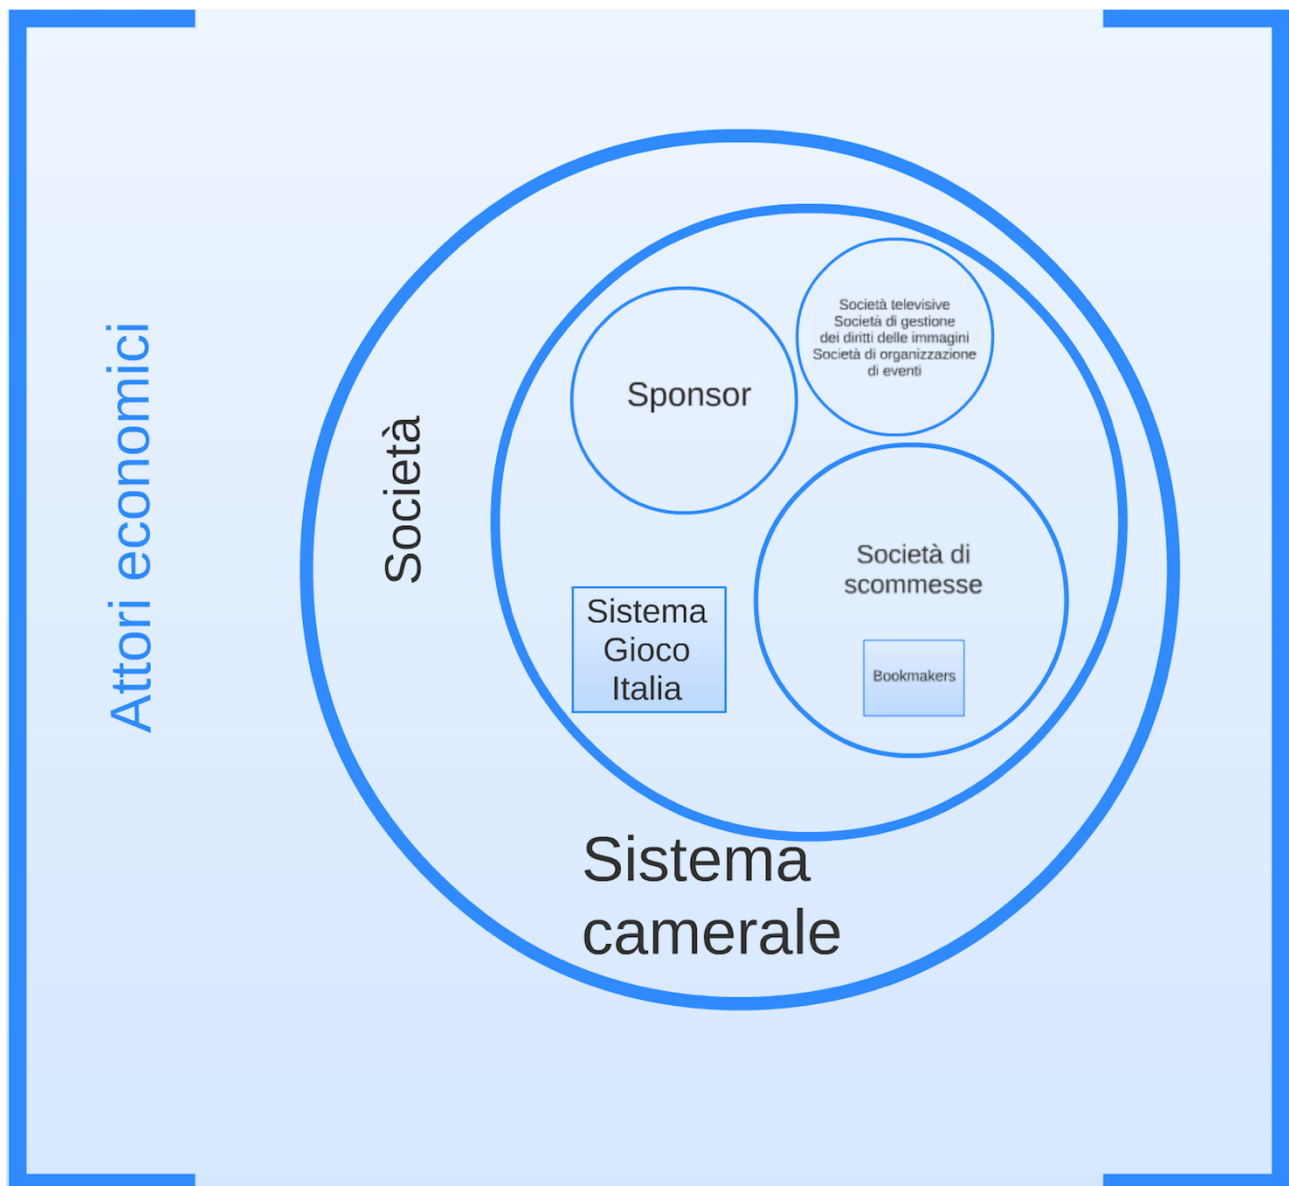 Attori economici
Società
Sponsor
Società televisive
Società di gestione
dei diritti delle immagini
Società di organizzazione
di eventi
Società di
scommesse
Bookmakers
Sistema
Gioco
Italia
Sistema
camerale